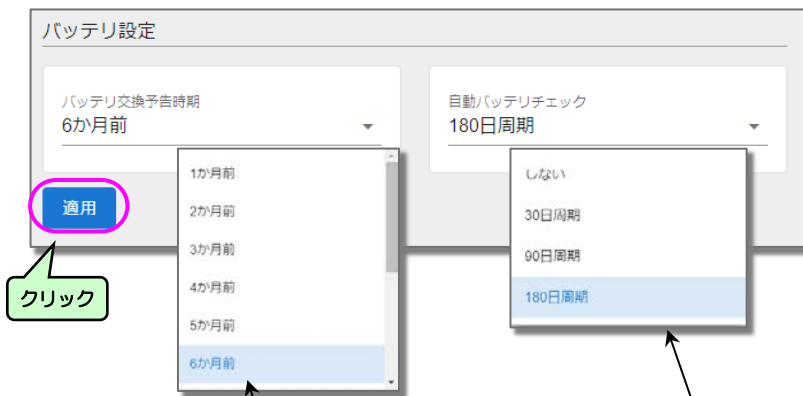 バッテリ設定
バッテリ交換予告時期
6か月前
自動バッテリチェック
180日周期
適用
クリック
1か月前
2か月前
3か月前
4か月前
5か月前
6か月前
しない
30日周期
90日周期
180日周期